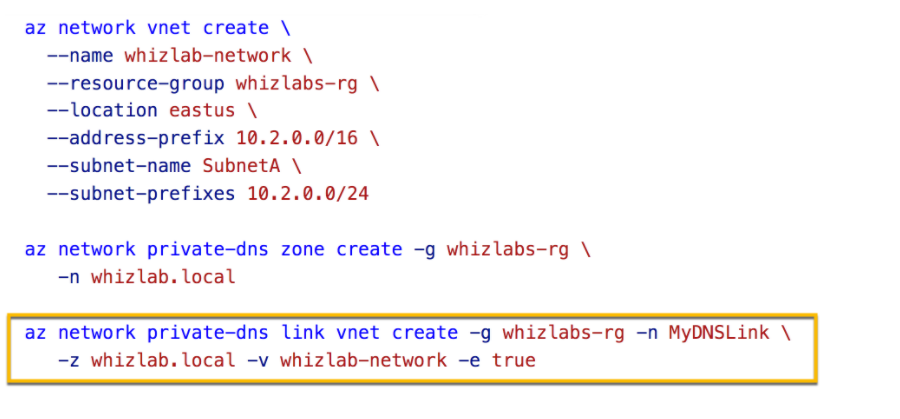 az network vnet create \
--name whizlab-network \
--resource-group whizlabs-rg \
--location eastus \
--address-prefix 10.2.0.0/16 \
--subnet-name SubnetA \
--subnet-prefixes 10.2.0.0/24
az network private-dns zone create -g whizlabs-rg \
-n whizlab.local
az network private-dns link vnet create -g whizlabs-rg -n MyDNSLink \
-z whizlab.local -v whizlab-network -e true